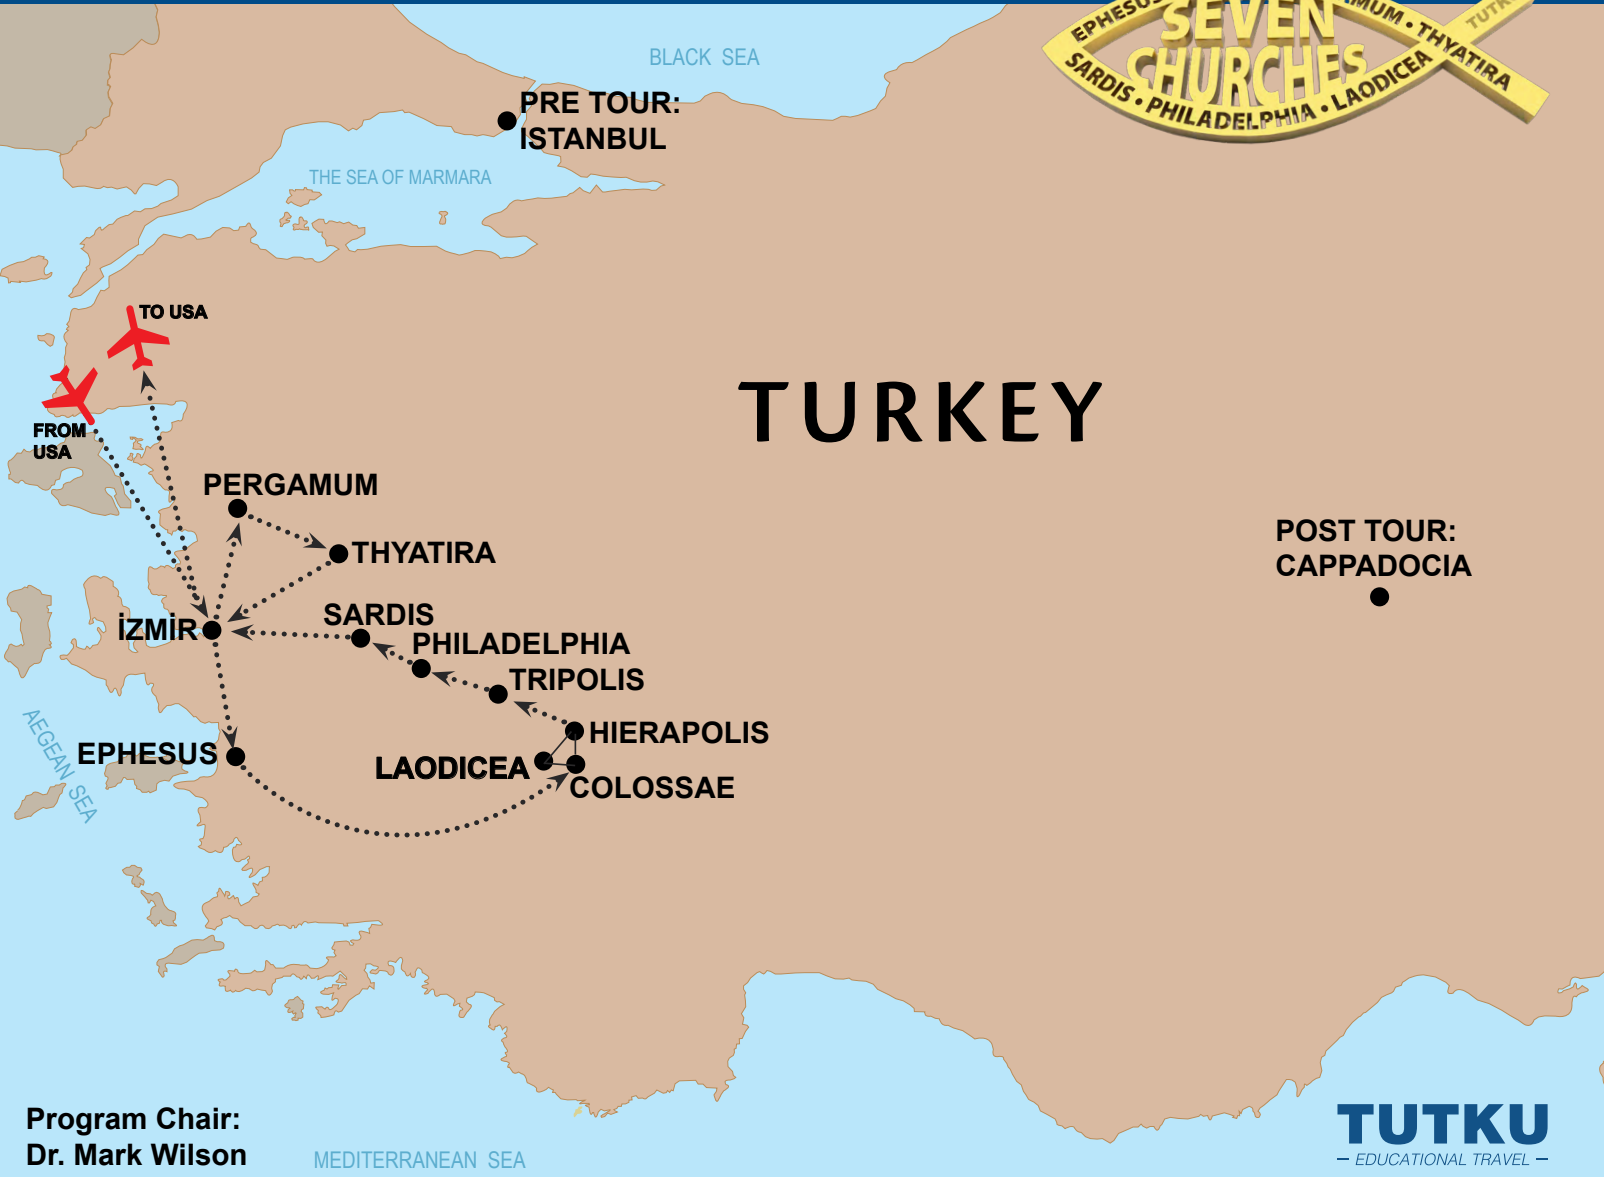 EPHESUS
SEVEN
CHURCHES
THYATIRA
SARDIS • PHILADELPHIA • LAODICEA
BLACK SEA
PRE TOUR:
ISTANBUL
THE SEA OF MARMARA
TO USA
FROM
USA
TURKEY
PERGAMUM
THYATIRA
POST TOUR:
CAPPADOCIA
İZMİR
SARDIS
PHILADELPHIA
TRIPOLIS
HIERAPOLIS
AEGEAN SEA
EPHESUS
LAODICEA
COLOSSAE
Program Chair:
Dr. Mark Wilson
MEDITERRANEAN SEA
TUTKU
EDUCATIONAL TRAVEL